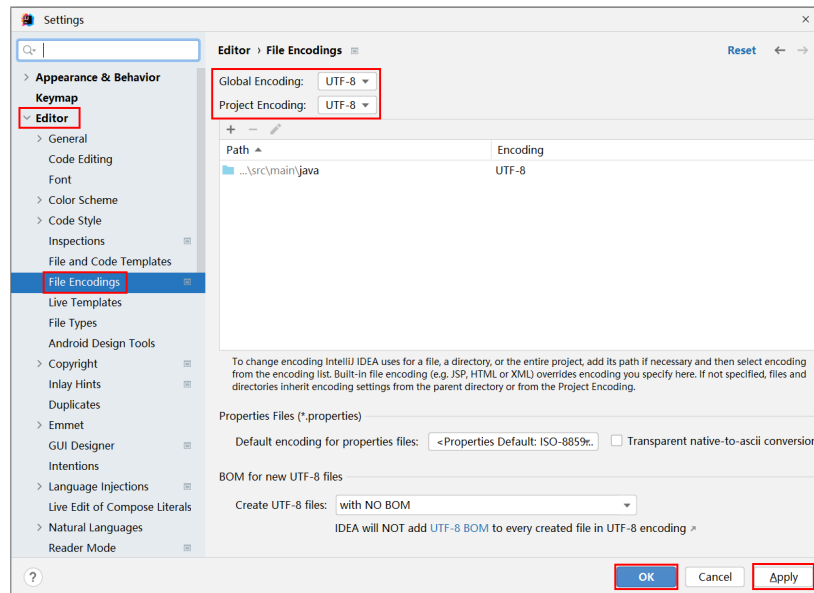 Settings
Editor › File Encodings
Reset
Appearance & Behavior
Keymap
Editor
General
Code Editing
Font
Color Scheme
Code Style
Inspections
File and Code Templates
File Encodings
Live Templates
File Types
Android Design Tools
Copyright
Inlay Hints
Duplicates
Emmet
GUI Designer
Intentions
Language Injections
Live Edit of Compose Literals
Natural Languages
Reader Mode
Global Encoding: UTF-8
Project Encoding: UTF-8
Path Encoding
...\src\main\java UTF-8
To change encoding IntelliJ IDEA uses for a file, a directory, or the entire project, add its path if necessary and then select encoding
from the encoding list. Built-in file encoding (e.g. JSP, HTML or XML) overrides encoding you specify here. If not specified, files and
directories inherit encoding settings from the parent directory or from the Project Encoding.
Properties Files (*.properties)
Default encoding for properties files: <Properties Default: ISO-8859-.. Transparent native-to-ascii conversion
BOM for new UTF-8 files
Create UTF-8 files: with NO BOM
IDEA will NOT add UTF-8 BOM to every created file in UTF-8 encoding ↗
? OK Cancel Apply